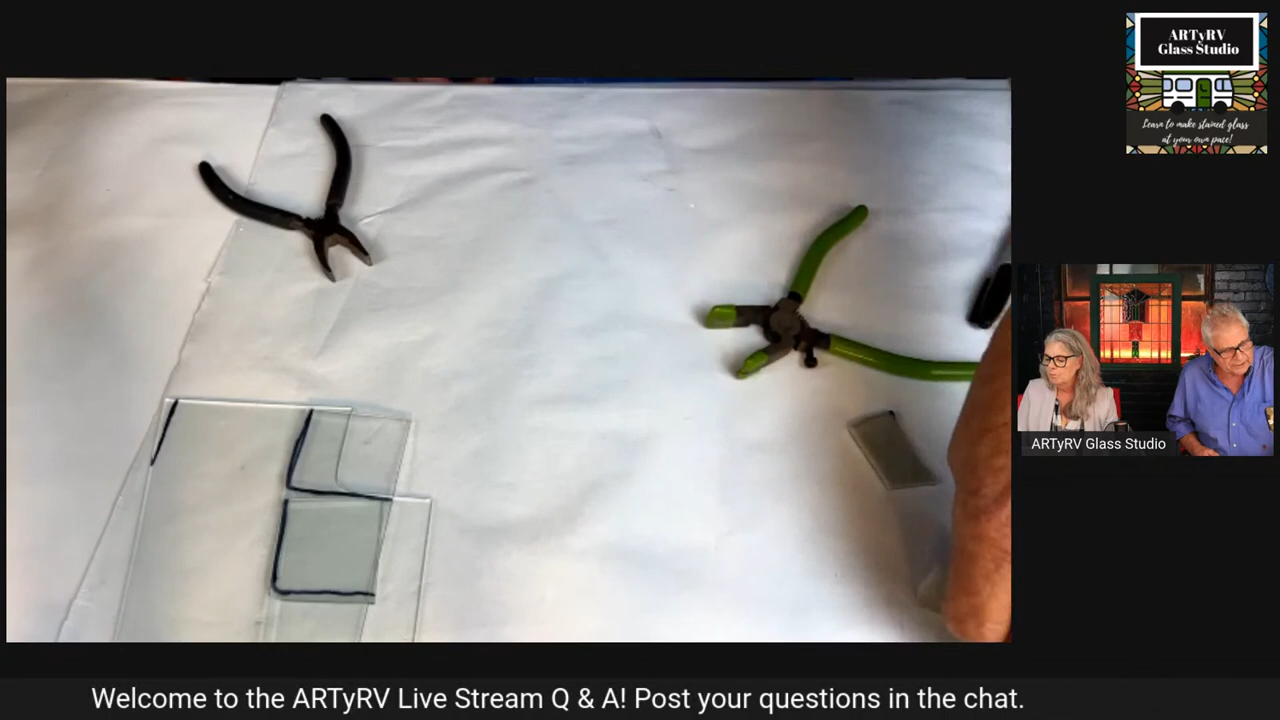 ARTyRV
Glass Studio
Learn to make stained glass
at your own pace!
ARTyRV Glass Studio
Welcome to the ARTyRV Live Stream Q & A! Post your questions in the chat.